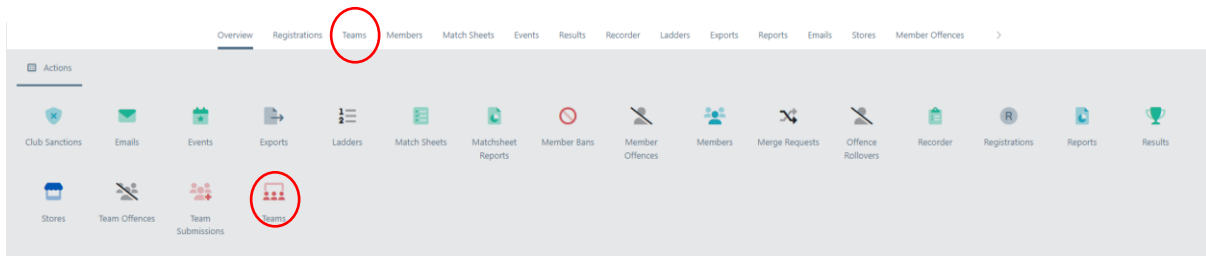 Overview Registrations Teams Members Match Sheets Events Results Recorder Ladders Exports Reports Emails Stores Member Offences
Actions
1
2
R
Club Sanctions Emails Events Exports Ladders Match Sheets Matchsheet Member Bans Member Members Merge Requests Offence Recorder Registrations Reports Results
Reports Offences Rollovers
Stores Team Offences Team Teams
Submissions